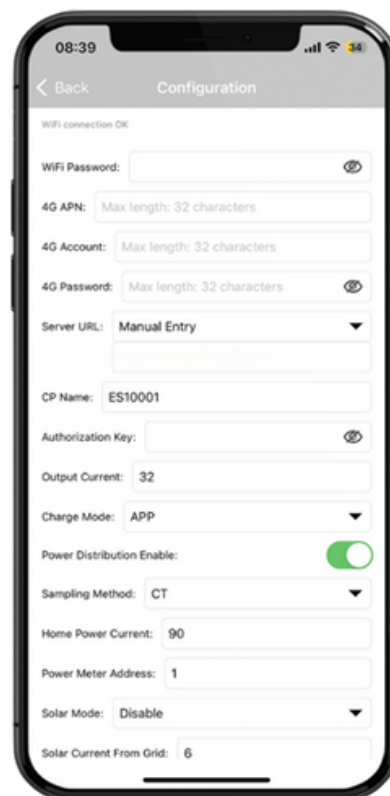 08:39
34
Back Configuration
WiFi connection OK
WiFi Password:
4G APN: Max length: 32 characters
4G Account: Max length: 32 characters
4G Password: Max length: 32 characters
Server URL: Manual Entry
CP Name: ES10001
Authorization Key:
Output Current: 32
Charge Mode: APP
Power Distribution Enable:
Sampling Method: CT
Home Power Current: 90
Power Meter Address: 1
Solar Mode: Disable
Solar Current From Grid: 6